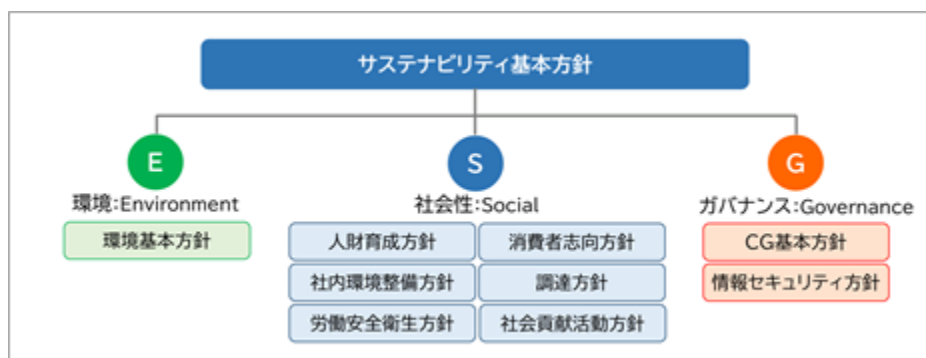 サステナビリティ基本方針
E
環境:Environment
環境基本方針
S
社会性:Social
人財育成方針
消費者志向方針
社内環境整備方針
調達方針
労働安全衛生方針
社会貢献活動方針
G
ガバナンス:Governance
CG基本方針
情報セキュリティ方針